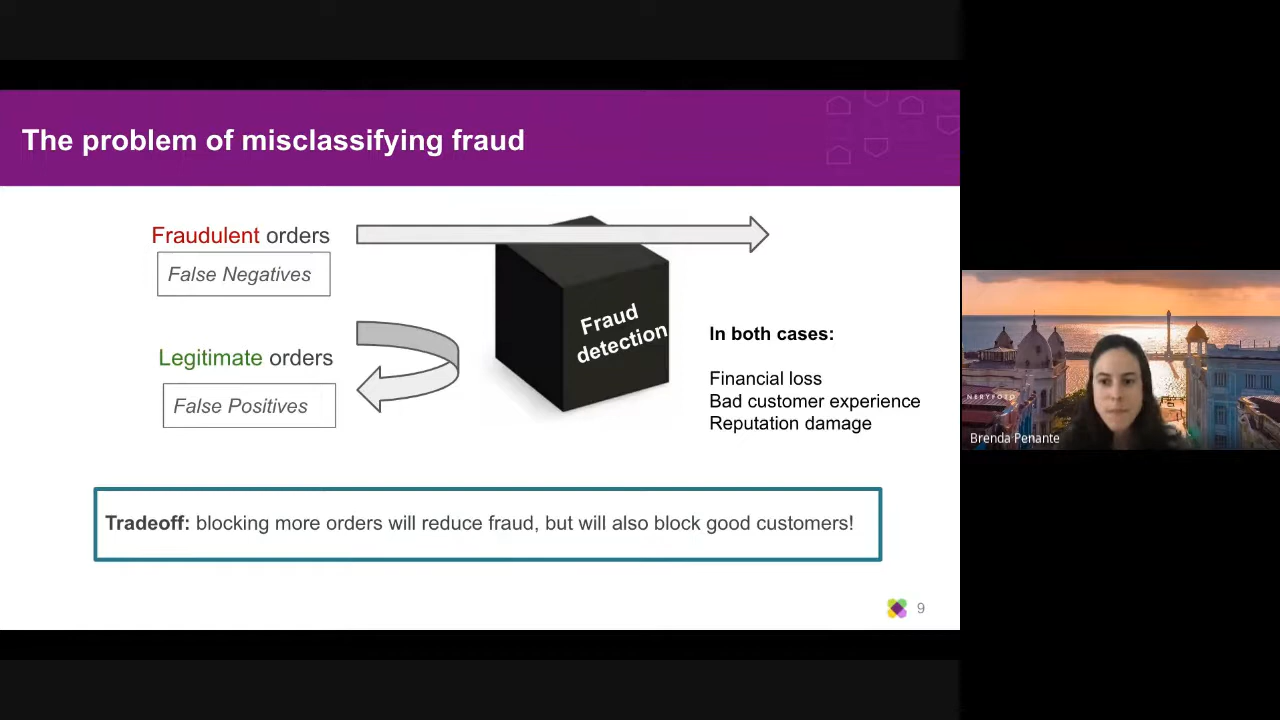 The problem of misclassifying fraud
Fraudulent orders
False Negatives
Legitimate orders
False Positives
Fraud
detection
In both cases:
Financial loss
Bad customer experience
Reputation damage
Tradeoff: blocking more orders will reduce fraud, but will also block good customers!
9
NERYFOTO
Brenda Penante